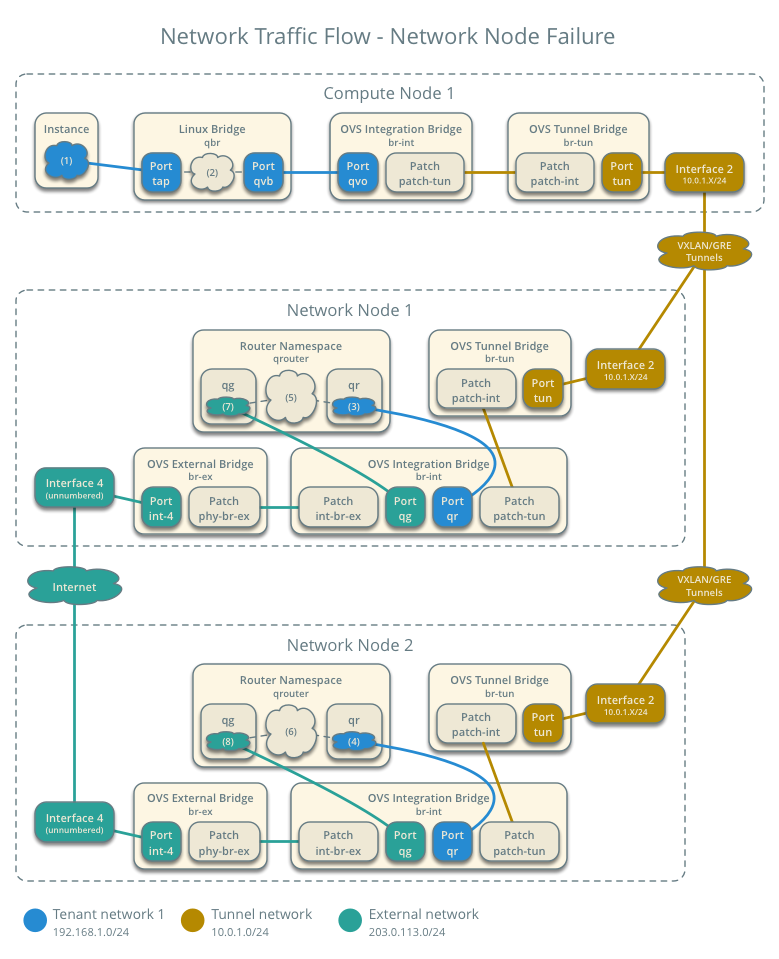 Network Traffic Flow - Network Node Failure
Compute Node 1
Instance
(1)
Linux Bridge
qbr
Port
tap
(2)
Port
qvb
OVS Integration Bridge
br-int
Port
qvo
Patch
patch-tun
OVS Tunnel Bridge
br-tun
Patch
patch-int
Port
tun
Interface 2
10.0.1.X/24
VXLAN/GRE
Tunnels
Network Node 1
Router Namespace
qrouter
qg
(7)
(5)
qr
(3)
OVS Tunnel Bridge
br-tun
Patch
patch-int
Port
tun
Interface 2
10.0.1.X/24
Interface 4
(unnumbered)
OVS External Bridge
br-ex
Port
int-4
Patch
phy-br-ex
OVS Integration Bridge
br-int
Patch
int-br-ex
Port
qg
Port
qr
Patch
patch-tun
Internet
VXLAN/GRE
Tunnels
Network Node 2
Router Namespace
qrouter
qg
(8)
(6)
qr
(4)
OVS Tunnel Bridge
br-tun
Patch
patch-int
Port
tun
Interface 2
10.0.1.X/24
Interface 4
(unnumbered)
OVS External Bridge
br-ex
Port
int-4
Patch
phy-br-ex
OVS Integration Bridge
br-int
Patch
int-br-ex
Port
qg
Port
qr
Patch
patch-tun
Tenant network 1
192.168.1.0/24
Tunnel network
10.0.1.0/24
External network
203.0.113.0/24